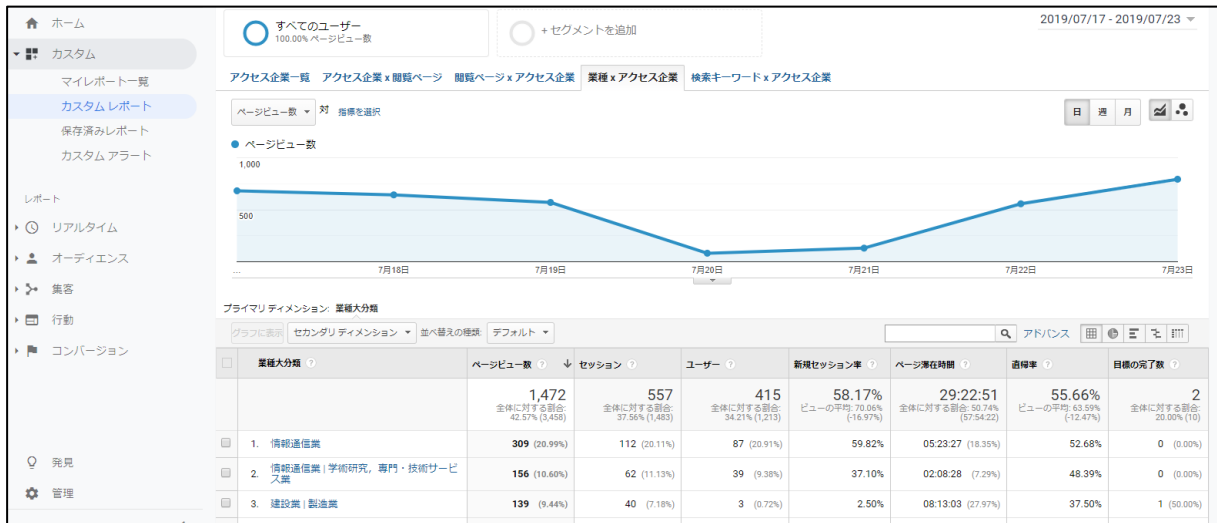 ホーム
カスタム
マイレポート一覧
カスタム レポート
保存済みレポート
カスタム アラート
レポート
リアルタイム
オーディエンス
集客
行動
コンバージョン
発見
管理
すべてのユーザー
100.00% ページビュー数
+ セグメントを追加
2019/07/17 - 2019/07/23
アクセス企業一覧 アクセス企業 x 閲覧ページ 閲覧ページ x アクセス企業 業種 x アクセス企業 検索キーワード x アクセス企業
ページビュー数 対 指標を選択
日 週 月
ページビュー数
1,000
500
... 7月18日 7月19日 7月20日 7月21日 7月22日 7月23日
プライマリ ディメンション: 業種大分類
グラフに表示 セカンダリ ディメンション 並べ替えの種類: デフォルト アドバンス
業種大分類 ? ページビュー数 ? ↓ セッション ? ユーザー ? 新規セッション率 ? ページ滞在時間 ? 直帰率 ? 目標の完了数 ?
1,472 557 415 58.17% 29:22:51 55.66% 2
全体に対する割合: 全体に対する割合: 全体に対する割合: ビューの平均: 70.06% 全体に対する割合: 50.74% ビューの平均: 63.59% 全体に対する割合:
42.57% (3,458) 37.56% (1,483) 34.21% (1,213) (-16.97%) (57:54:22) (-12.47%) 20.00% (10)
1. 情報通信業 309 (20.99%) 112 (20.11%) 87 (20.91%) 59.82% 05:23:27 (18.35%) 52.68% 0 (0.00%)
2. 情報通信業 | 学術研究，専門・技術サービ 156 (10.60%) 62 (11.13%) 39 (9.38%) 37.10% 02:08:28 (7.29%) 48.39% 0 (0.00%)
ス業
3. 建設業 | 製造業 139 (9.44%) 40 (7.18%) 3 (0.72%) 2.50% 08:13:03 (27.97%) 37.50% 1 (50.00%)